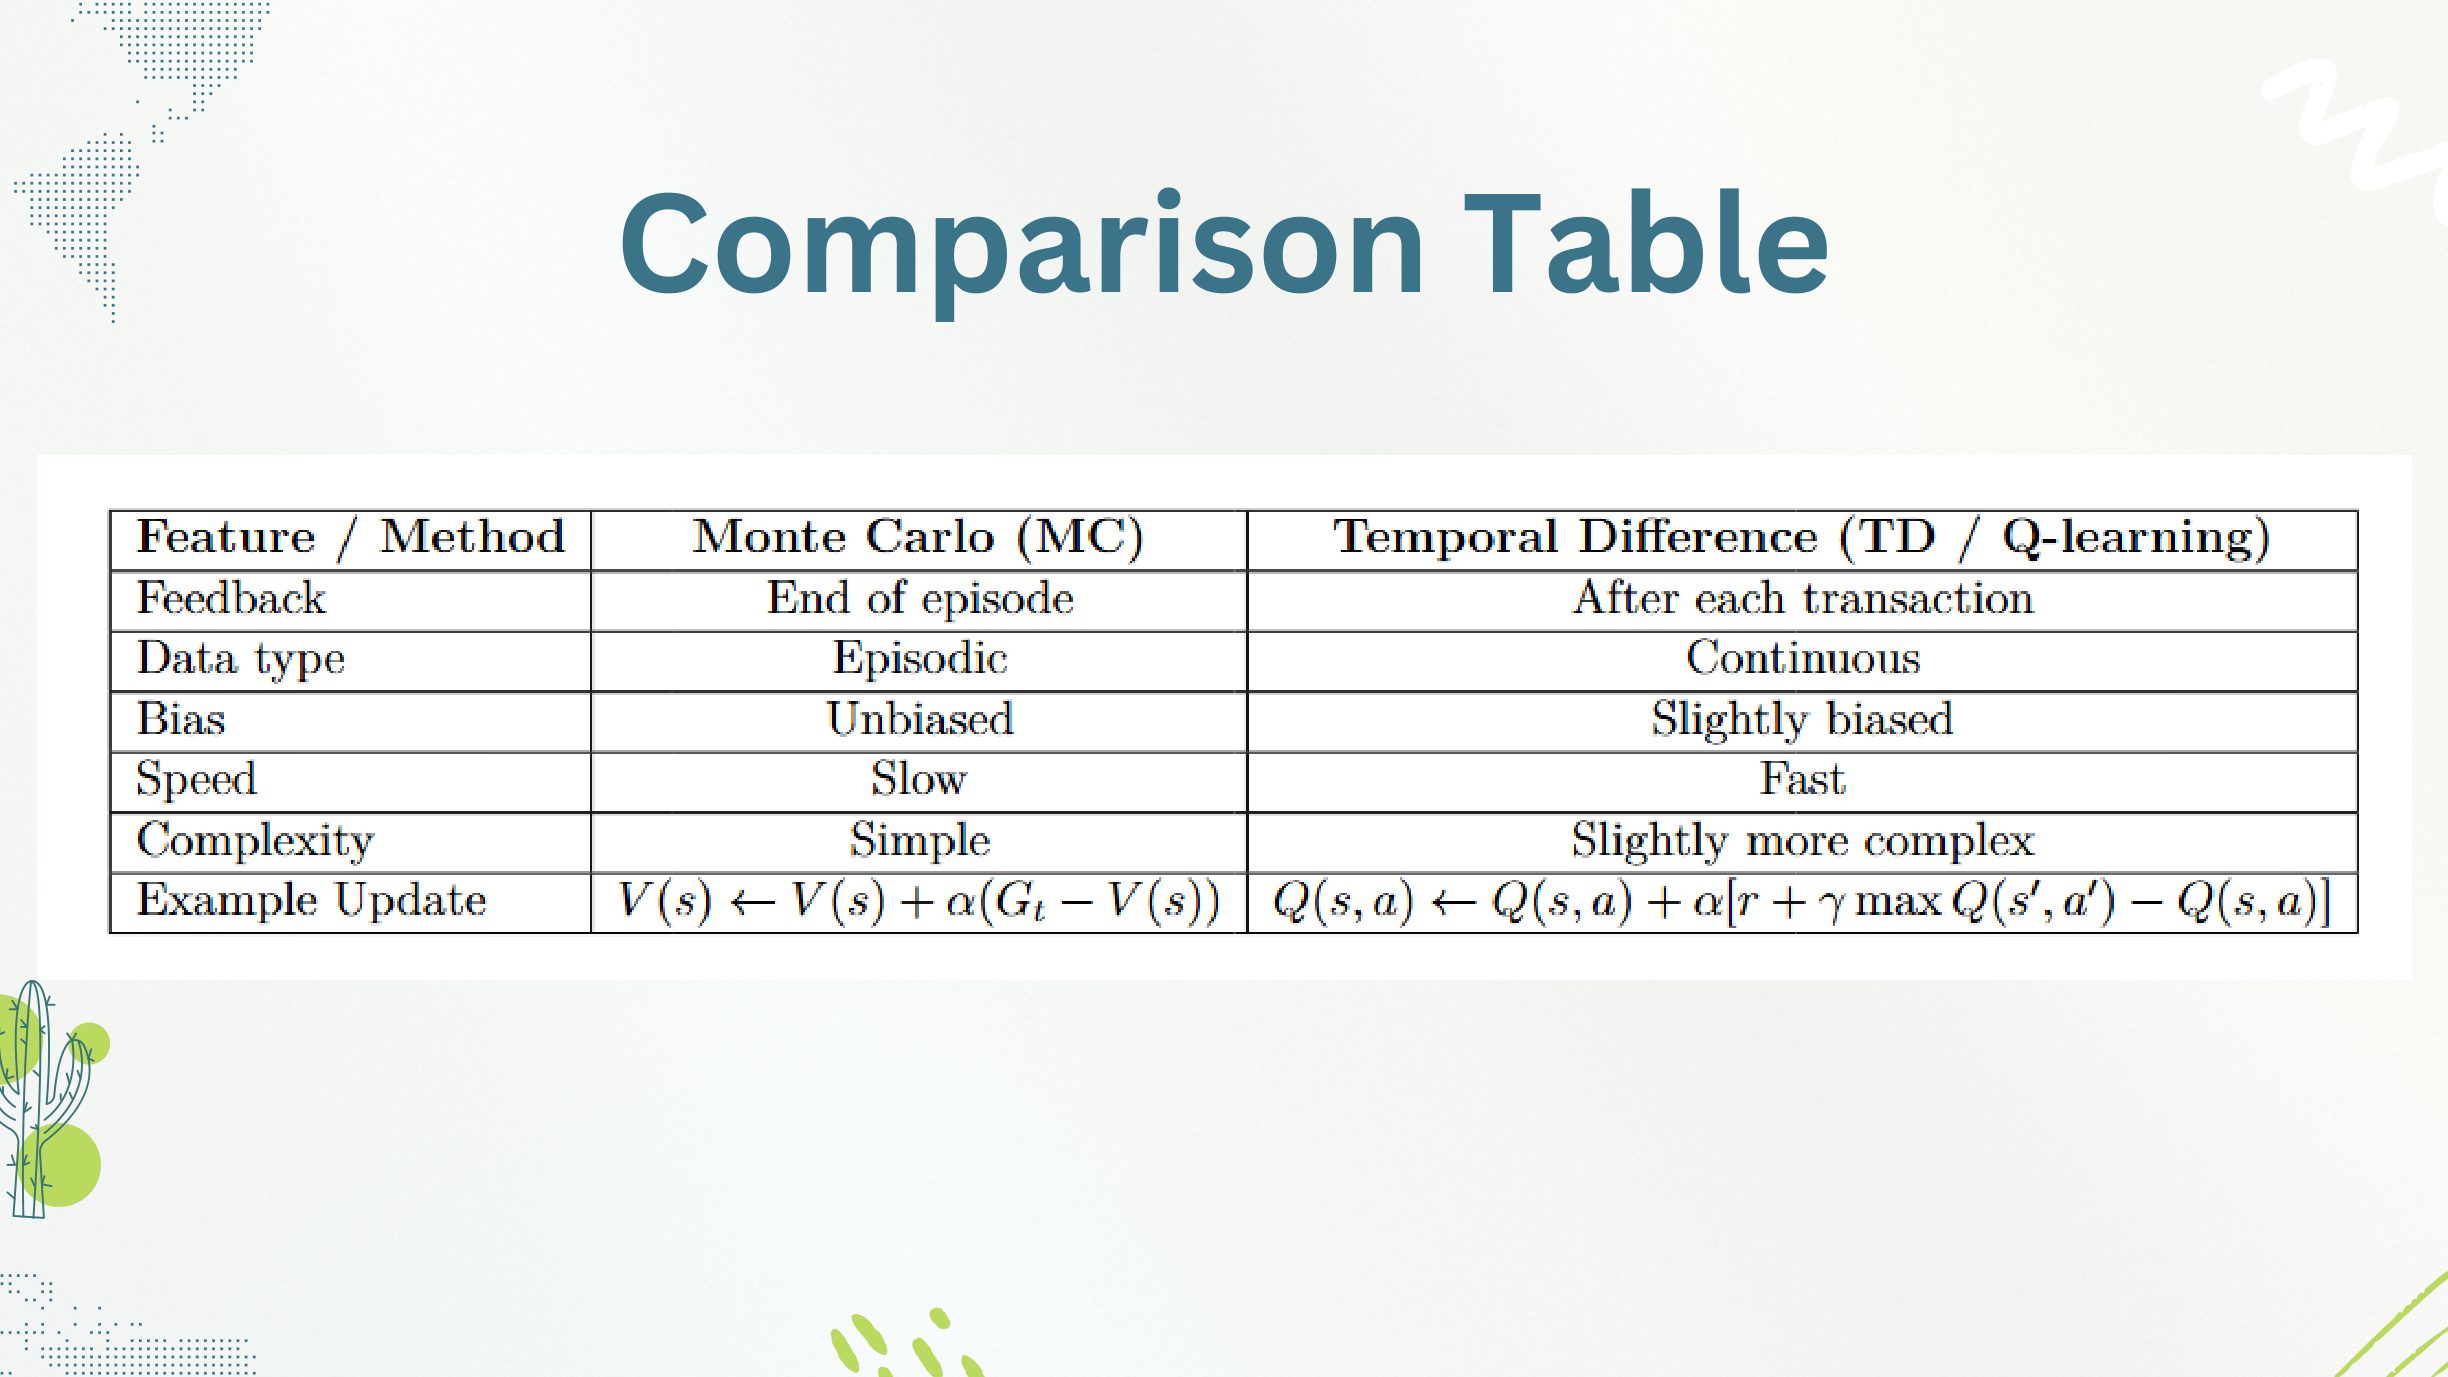 Comparison Table
Feature / Method Monte Carlo (MC) Temporal Difference (TD / Q-learning)
Feedback End of episode After each transaction
Data type Episodic Continuous
Bias Unbiased Slightly biased
Speed Slow Fast
Complexity Simple Slightly more complex
Example Update V(s) ← V(s) + α(Gₜ − V(s)) Q(s, a) ← Q(s, a) + α[r + γ max Q(s′, a′) − Q(s, a)]